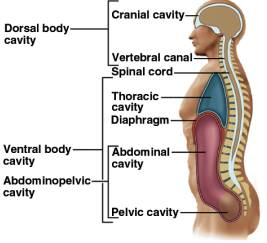 Cranial cavity
Dorsal body
cavity
Vertebral canal
Spinal cord
Thoracic
cavity
Diaphragm
Ventral body
cavity
Abdominal
cavity
Abdominopelvic
cavity
Pelvic cavity